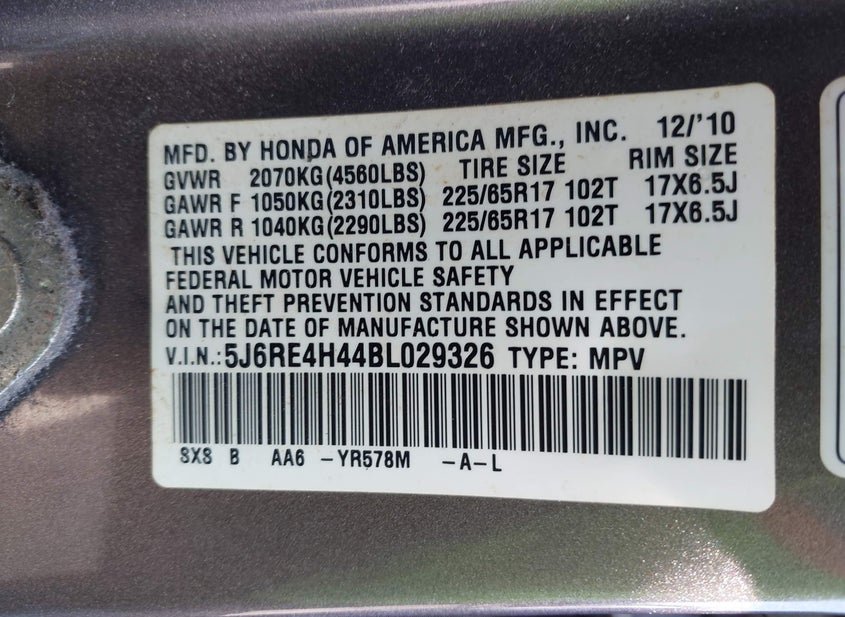 MFD. BY HONDA OF AMERICA MFG., INC. 12/'10
GVWR 2070KG(4560LBS) TIRE SIZE RIM SIZE
GAWR F 1050KG(2310LBS) 225/65R17 102T 17X6.5J
GAWR R 1040KG(2290LBS) 225/65R17 102T 17X6.5J
THIS VEHICLE CONFORMS TO ALL APPLICABLE
FEDERAL MOTOR VEHICLE SAFETY
AND THEFT PREVENTION STANDARDS IN EFFECT
ON THE DATE OF MANUFACTURE SHOWN ABOVE.
V.I.N.:5J6RE4H44BL029326 TYPE: MPV
SXS B AA6 -YR578M -A-L